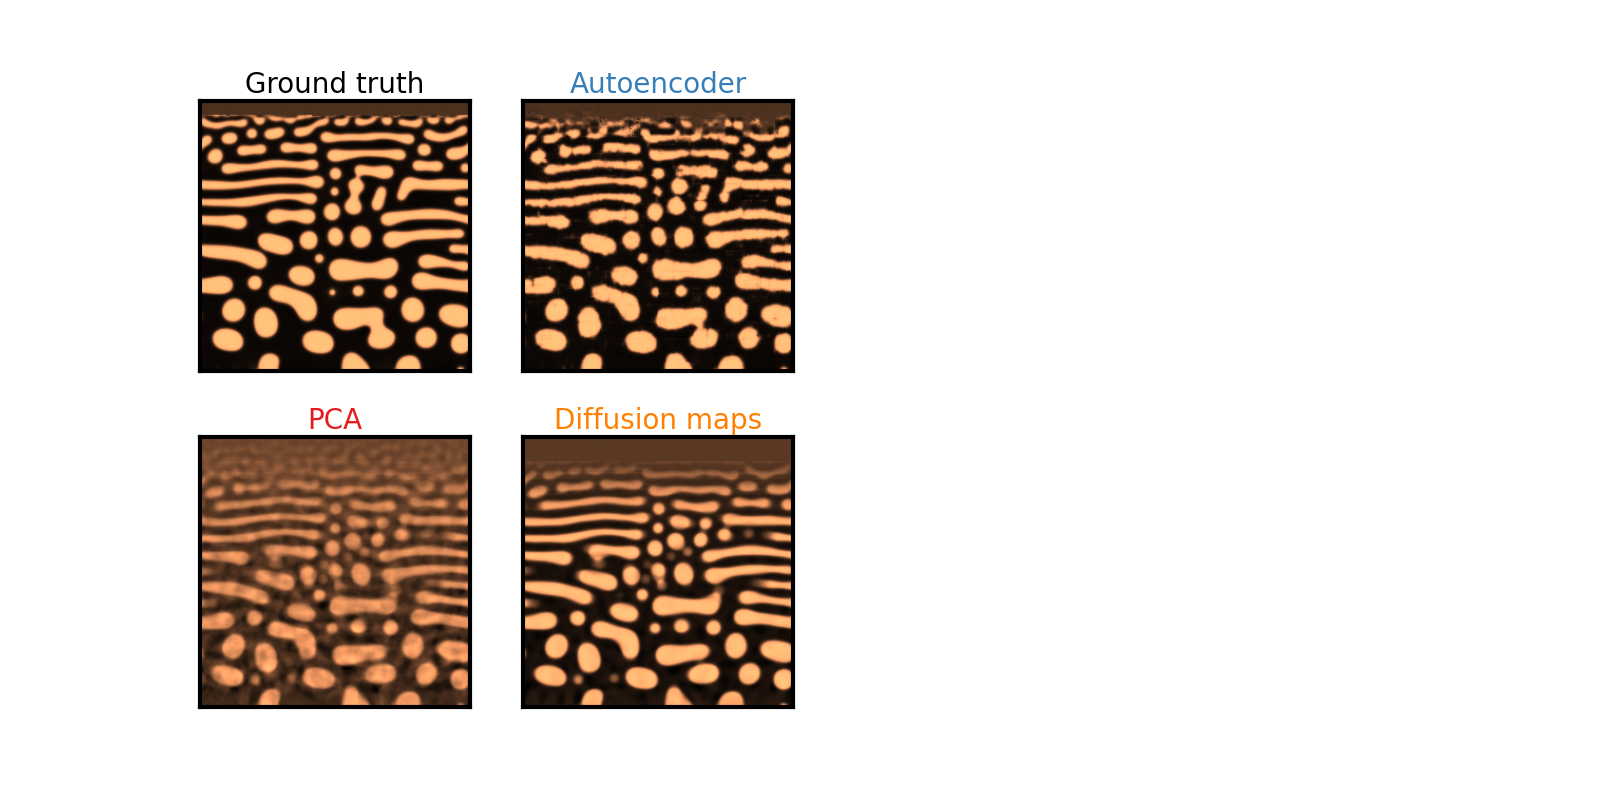 Ground truth
Autoencoder
PCA
Diffusion maps